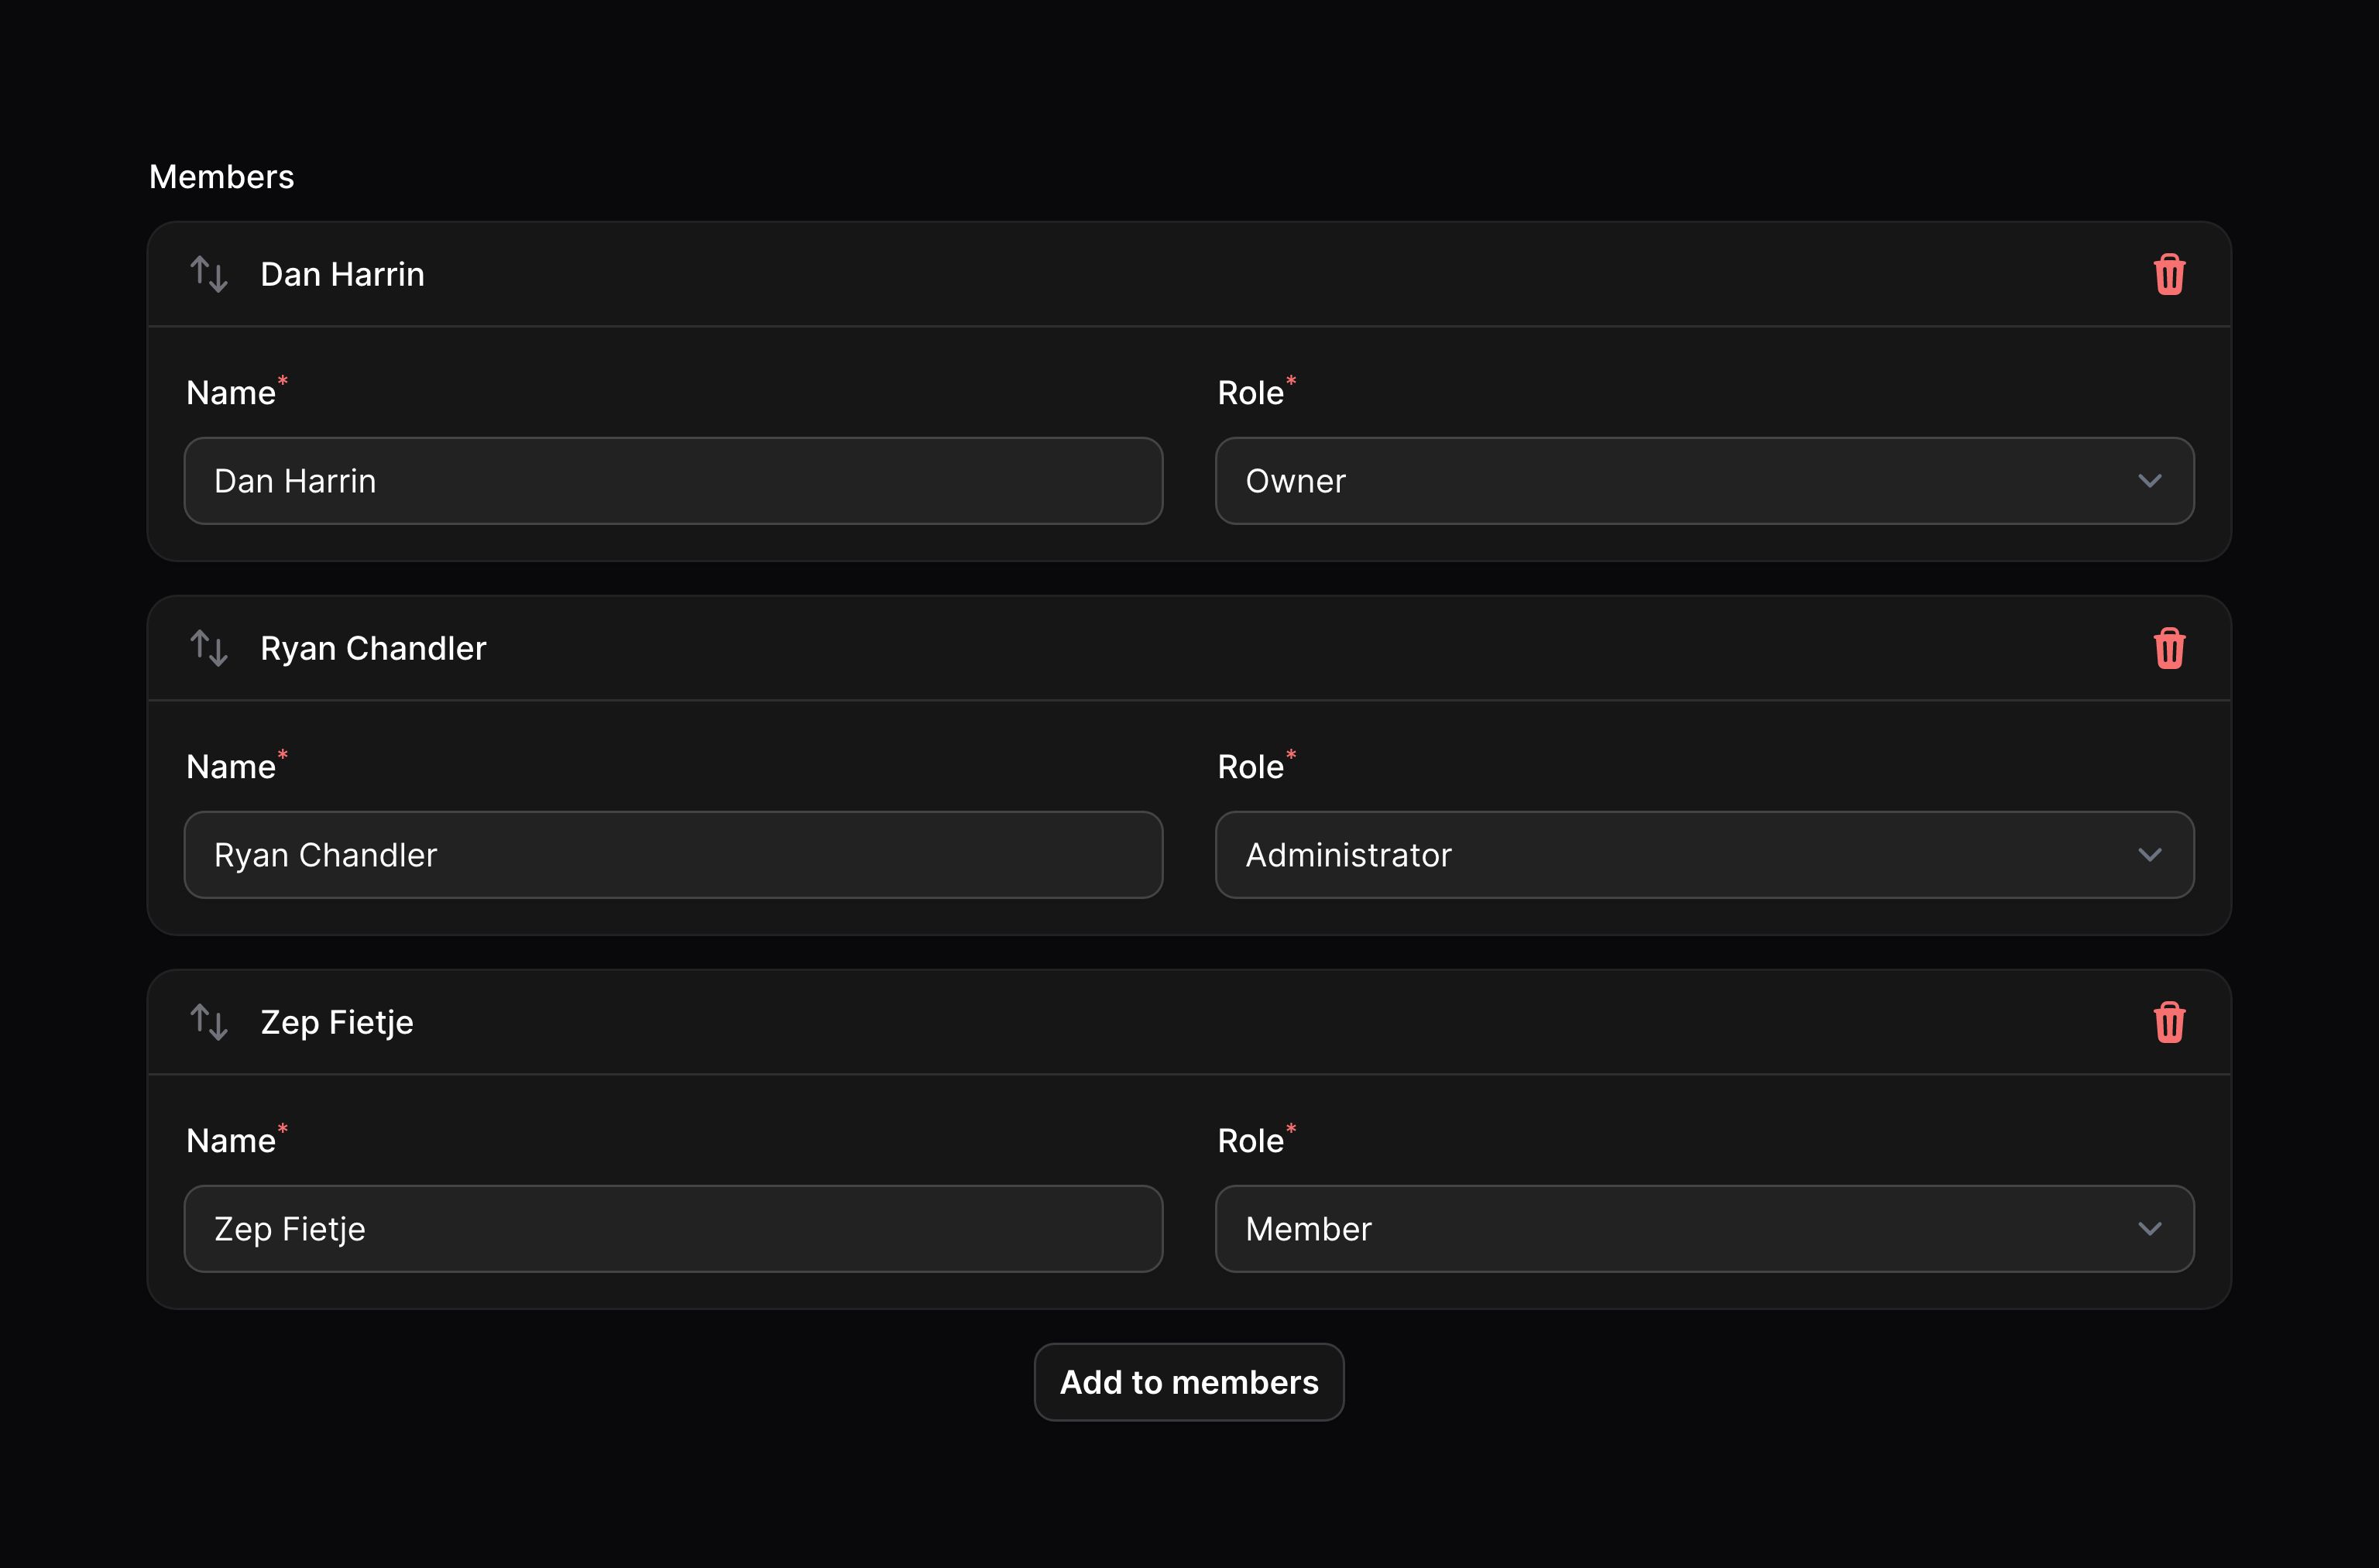 Members
Dan Harrin
Name* Role*
Dan Harrin Owner
Ryan Chandler
Name* Role*
Ryan Chandler Administrator
Zep Fietje
Name* Role*
Zep Fietje Member
Add to members